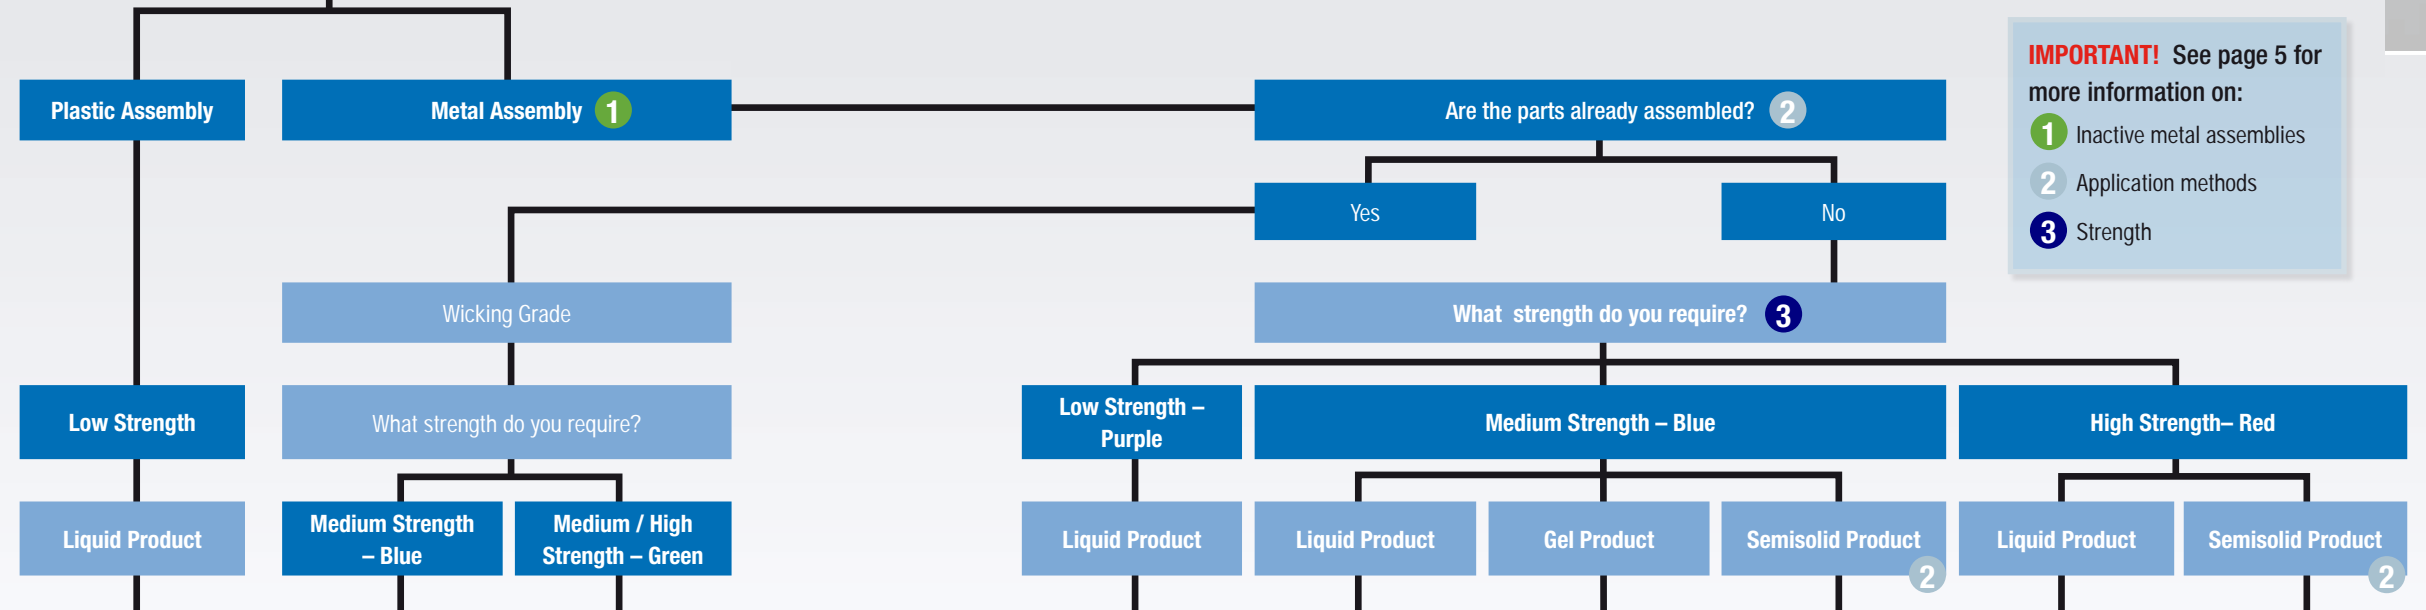 IMPORTANT! See page 5 for
more information on:
1 Inactive metal assemblies
2 Application methods
3 Strength
Plastic Assembly
Metal Assembly 1
Are the parts already assembled? 2
Yes
No
Wicking Grade
What strength do you require? 3
Low Strength
What strength do you require?
Low Strength –
Purple
Medium Strength – Blue
High Strength– Red
Liquid Product
Medium Strength
– Blue
Medium / High
Strength – Green
Liquid Product
Liquid Product
Gel Product
Semisolid Product
2
Liquid Product
Semisolid Product
2